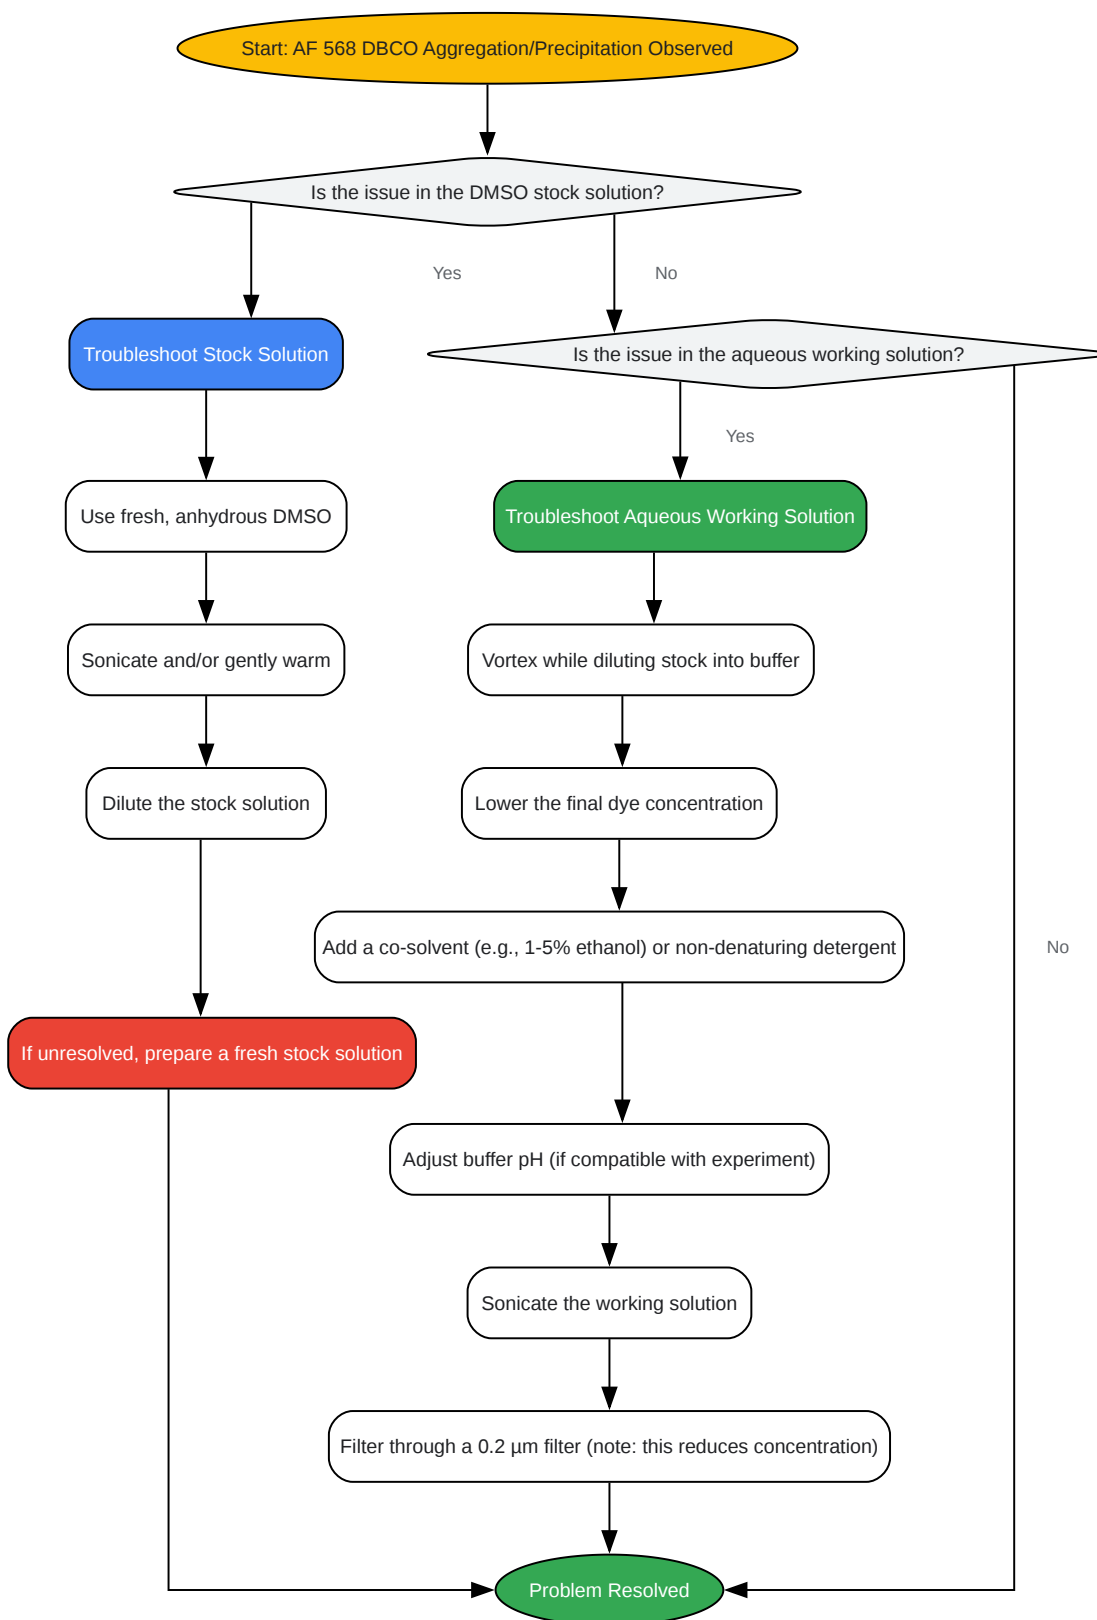 Start: AF 568 DBCO Aggregation/Precipitation Observed
Is the issue in the DMSO stock solution?
Yes
No
Troubleshoot Stock Solution
Is the issue in the aqueous working solution?
Yes
Use fresh, anhydrous DMSO
Troubleshoot Aqueous Working Solution
Sonicate and/or gently warm
Vortex while diluting stock into buffer
Dilute the stock solution
Lower the final dye concentration
Add a co-solvent (e.g., 1-5% ethanol) or non-denaturing detergent
No
If unresolved, prepare a fresh stock solution
Adjust buffer pH (if compatible with experiment)
Sonicate the working solution
Filter through a 0.2 µm filter (note: this reduces concentration)
Problem Resolved